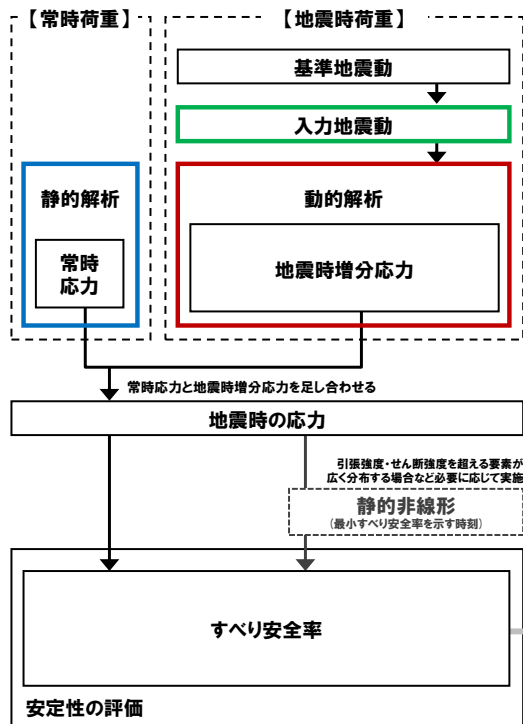 【常時荷重】
【地震時荷重】
基準地震動
入力地震動
静的解析
常時
応力
動的解析
地震時増分応力
常時応力と地震時増分応力を足し合わせる
地震時の応力
引張強度・せん断強度を超える要素が
広く分布する場合など必要に応じて実施
静的非線形
(最小すべり安全率を示す時刻)
すべり安全率
安定性の評価